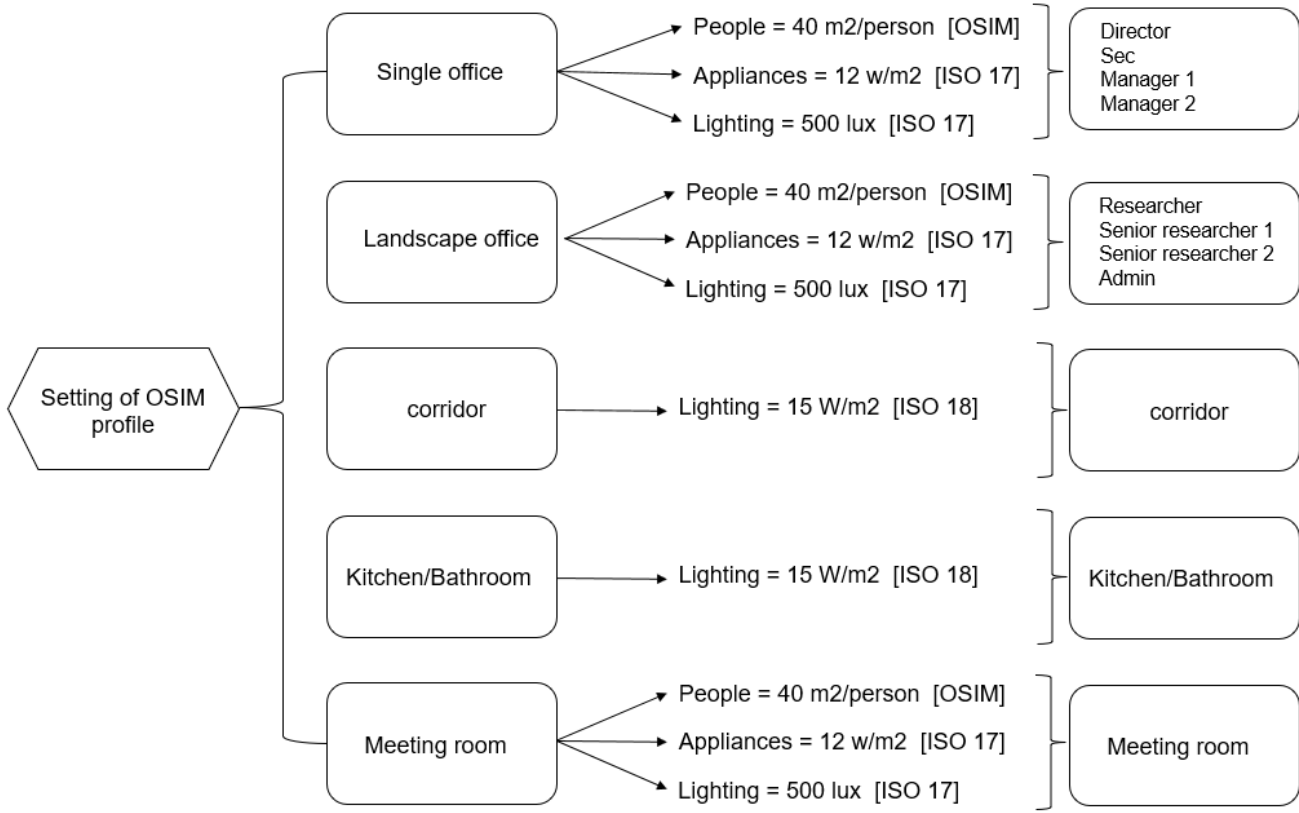 Setting of OSIM
profile
Single office
People = 40 m2/person [OSIM]
Appliances = 12 w/m2 [ISO 17]
Lighting = 500 lux [ISO 17]
Director
Sec
Manager 1
Manager 2
Landscape office
People = 40 m2/person [OSIM]
Appliances = 12 w/m2 [ISO 17]
Lighting = 500 lux [ISO 17]
Researcher
Senior researcher 1
Senior researcher 2
Admin
corridor
Lighting = 15 W/m2 [ISO 18]
corridor
Kitchen/Bathroom
Lighting = 15 W/m2 [ISO 18]
Kitchen/Bathroom
Meeting room
People = 40 m2/person [OSIM]
Appliances = 12 w/m2 [ISO 17]
Lighting = 500 lux [ISO 17]
Meeting room